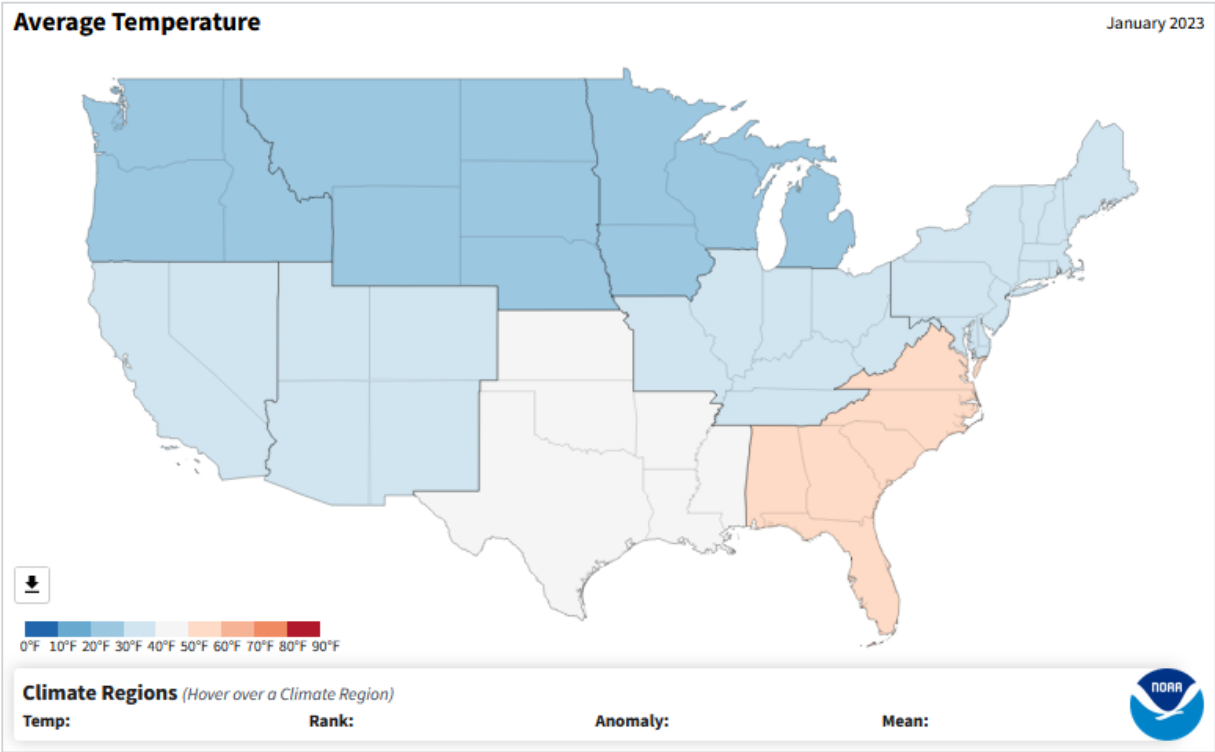 Average Temperature
January 2023
0°F 10°F 20°F 30°F 40°F 50°F 60°F 70°F 80°F 90°F
Climate Regions (Hover over a Climate Region)
Temp: Rank: Anomaly: Mean:
NOAA